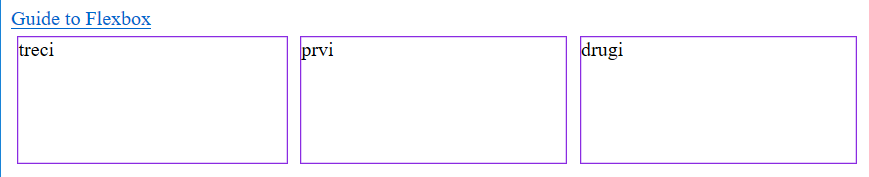 Guide to Flexbox
treci
prvi
drugi